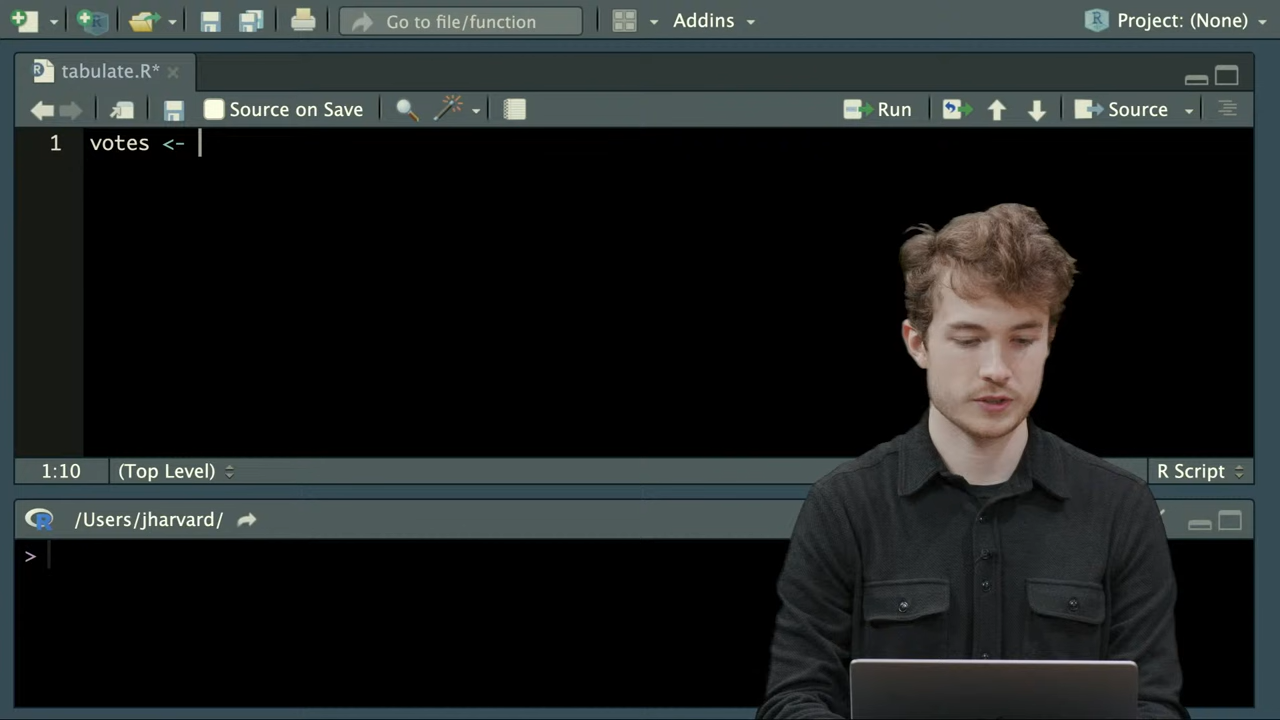 Go to file/function
Addins
Project: (None)
tabulate.R*
Source on Save
Run
Source
1 votes <-
1:10 (Top Level)
R Script
/Users/jharvard/
>